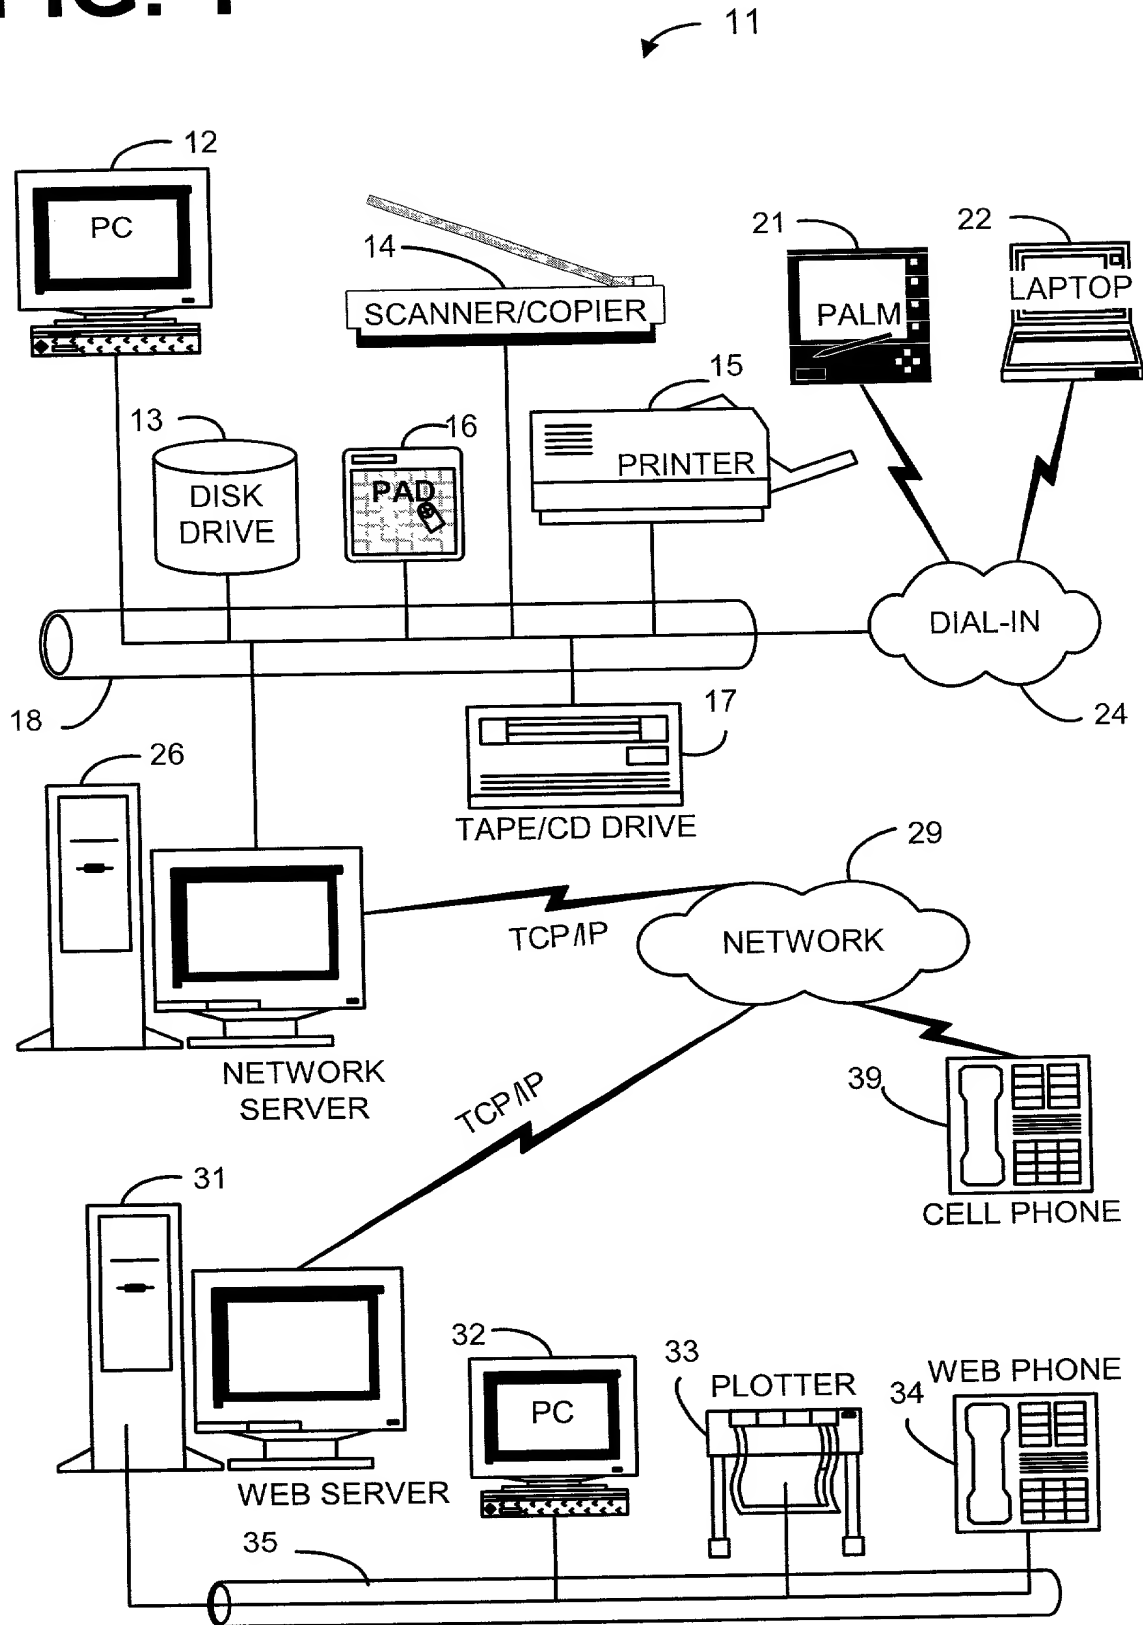 FIG. 1
11
12
PC
14
SCANNER/COPIER
21
PALM
22
LAPTOP
13
DISK
DRIVE
16
PAD
15
PRINTER
DIAL-IN
18
24
17
TAPE/CD DRIVE
26
29
TCP/IP
NETWORK
NETWORK
SERVER
TCP/IP
39
CELL PHONE
31
WEB SERVER
32
PC
33
PLOTTER
WEB PHONE
34
35